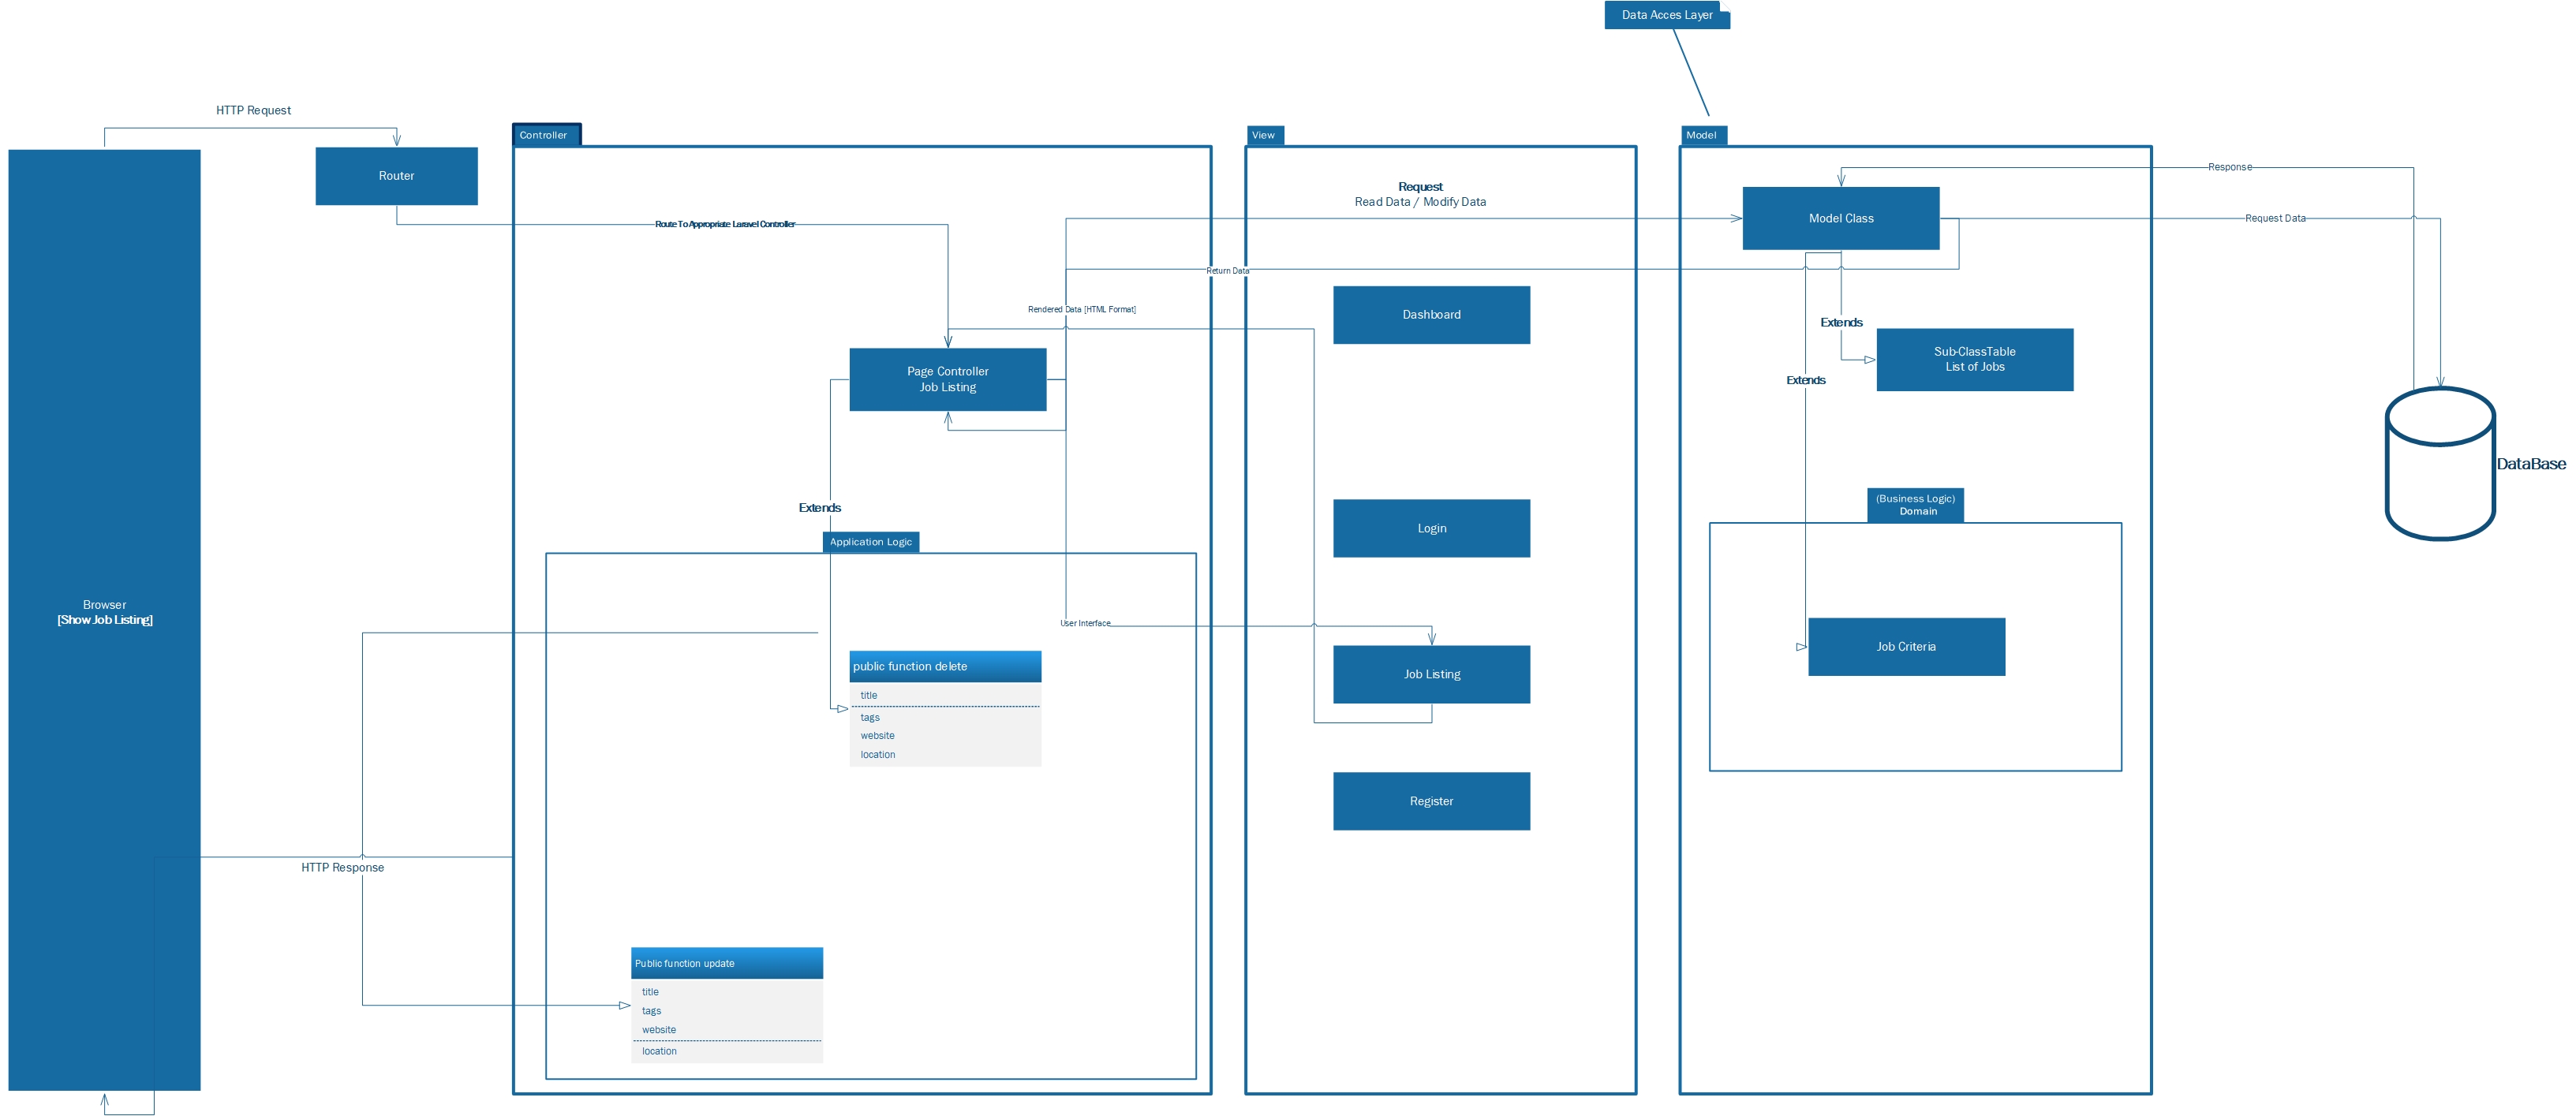 Data Acces Layer
HTTP Request
Controller
View
Model
Router
Request
Read Data / Modify Data
Response
Model Class
Request Data
Route To Appropriate Laravel Controller
Return Data
Rendered Data [HTML Format]
Dashboard
Extends
Sub-ClassTable
List of Jobs
Page Controller
Job Listing
Extends
DataBase
Extends
(Business Logic)
Domain
Login
Application Logic
Browser
[Show Job Listing]
User Interface
Job Criteria
public function delete
title
tags
website
location
Job Listing
Register
HTTP Response
Public function update
title
tags
website
location